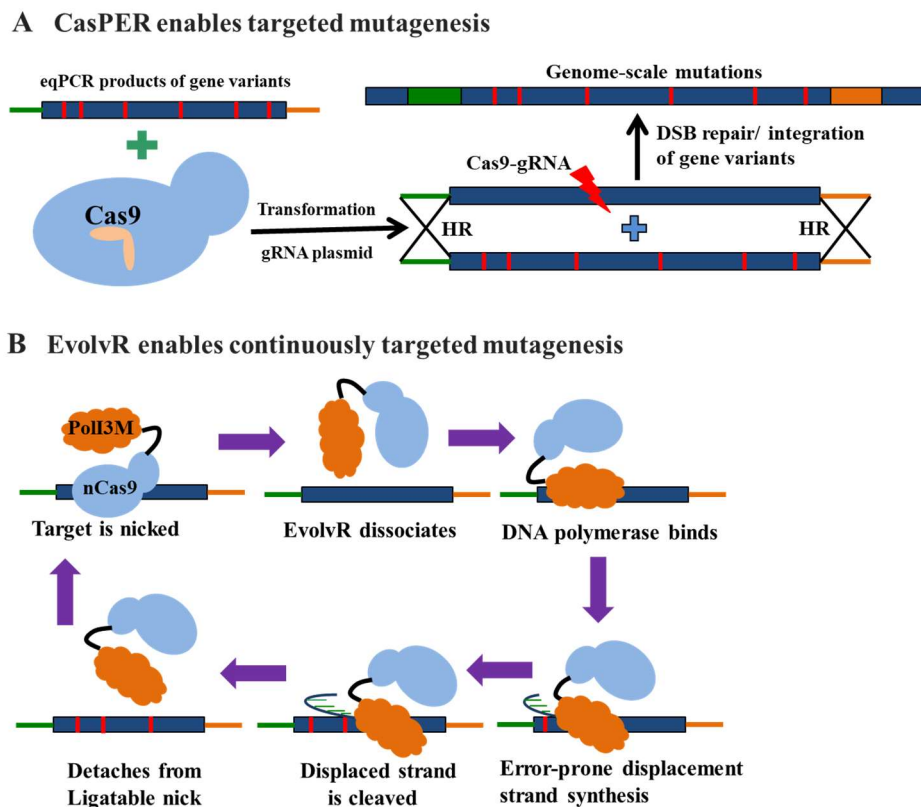 A CasPER enables targeted mutagenesis
eqPCR products of gene variants
Genome-scale mutations
DSB repair/ integration
of gene variants
Cas9-gRNA
Cas9
Transformation
gRNA plasmid
HR
HR
B EvolvR enables continuously targeted mutagenesis
PolI3M
nCas9
Target is nicked
EvolvR dissociates
DNA polymerase binds
Detaches from
Ligatable nick
Displaced strand
is cleaved
Error-prone displacement
strand synthesis